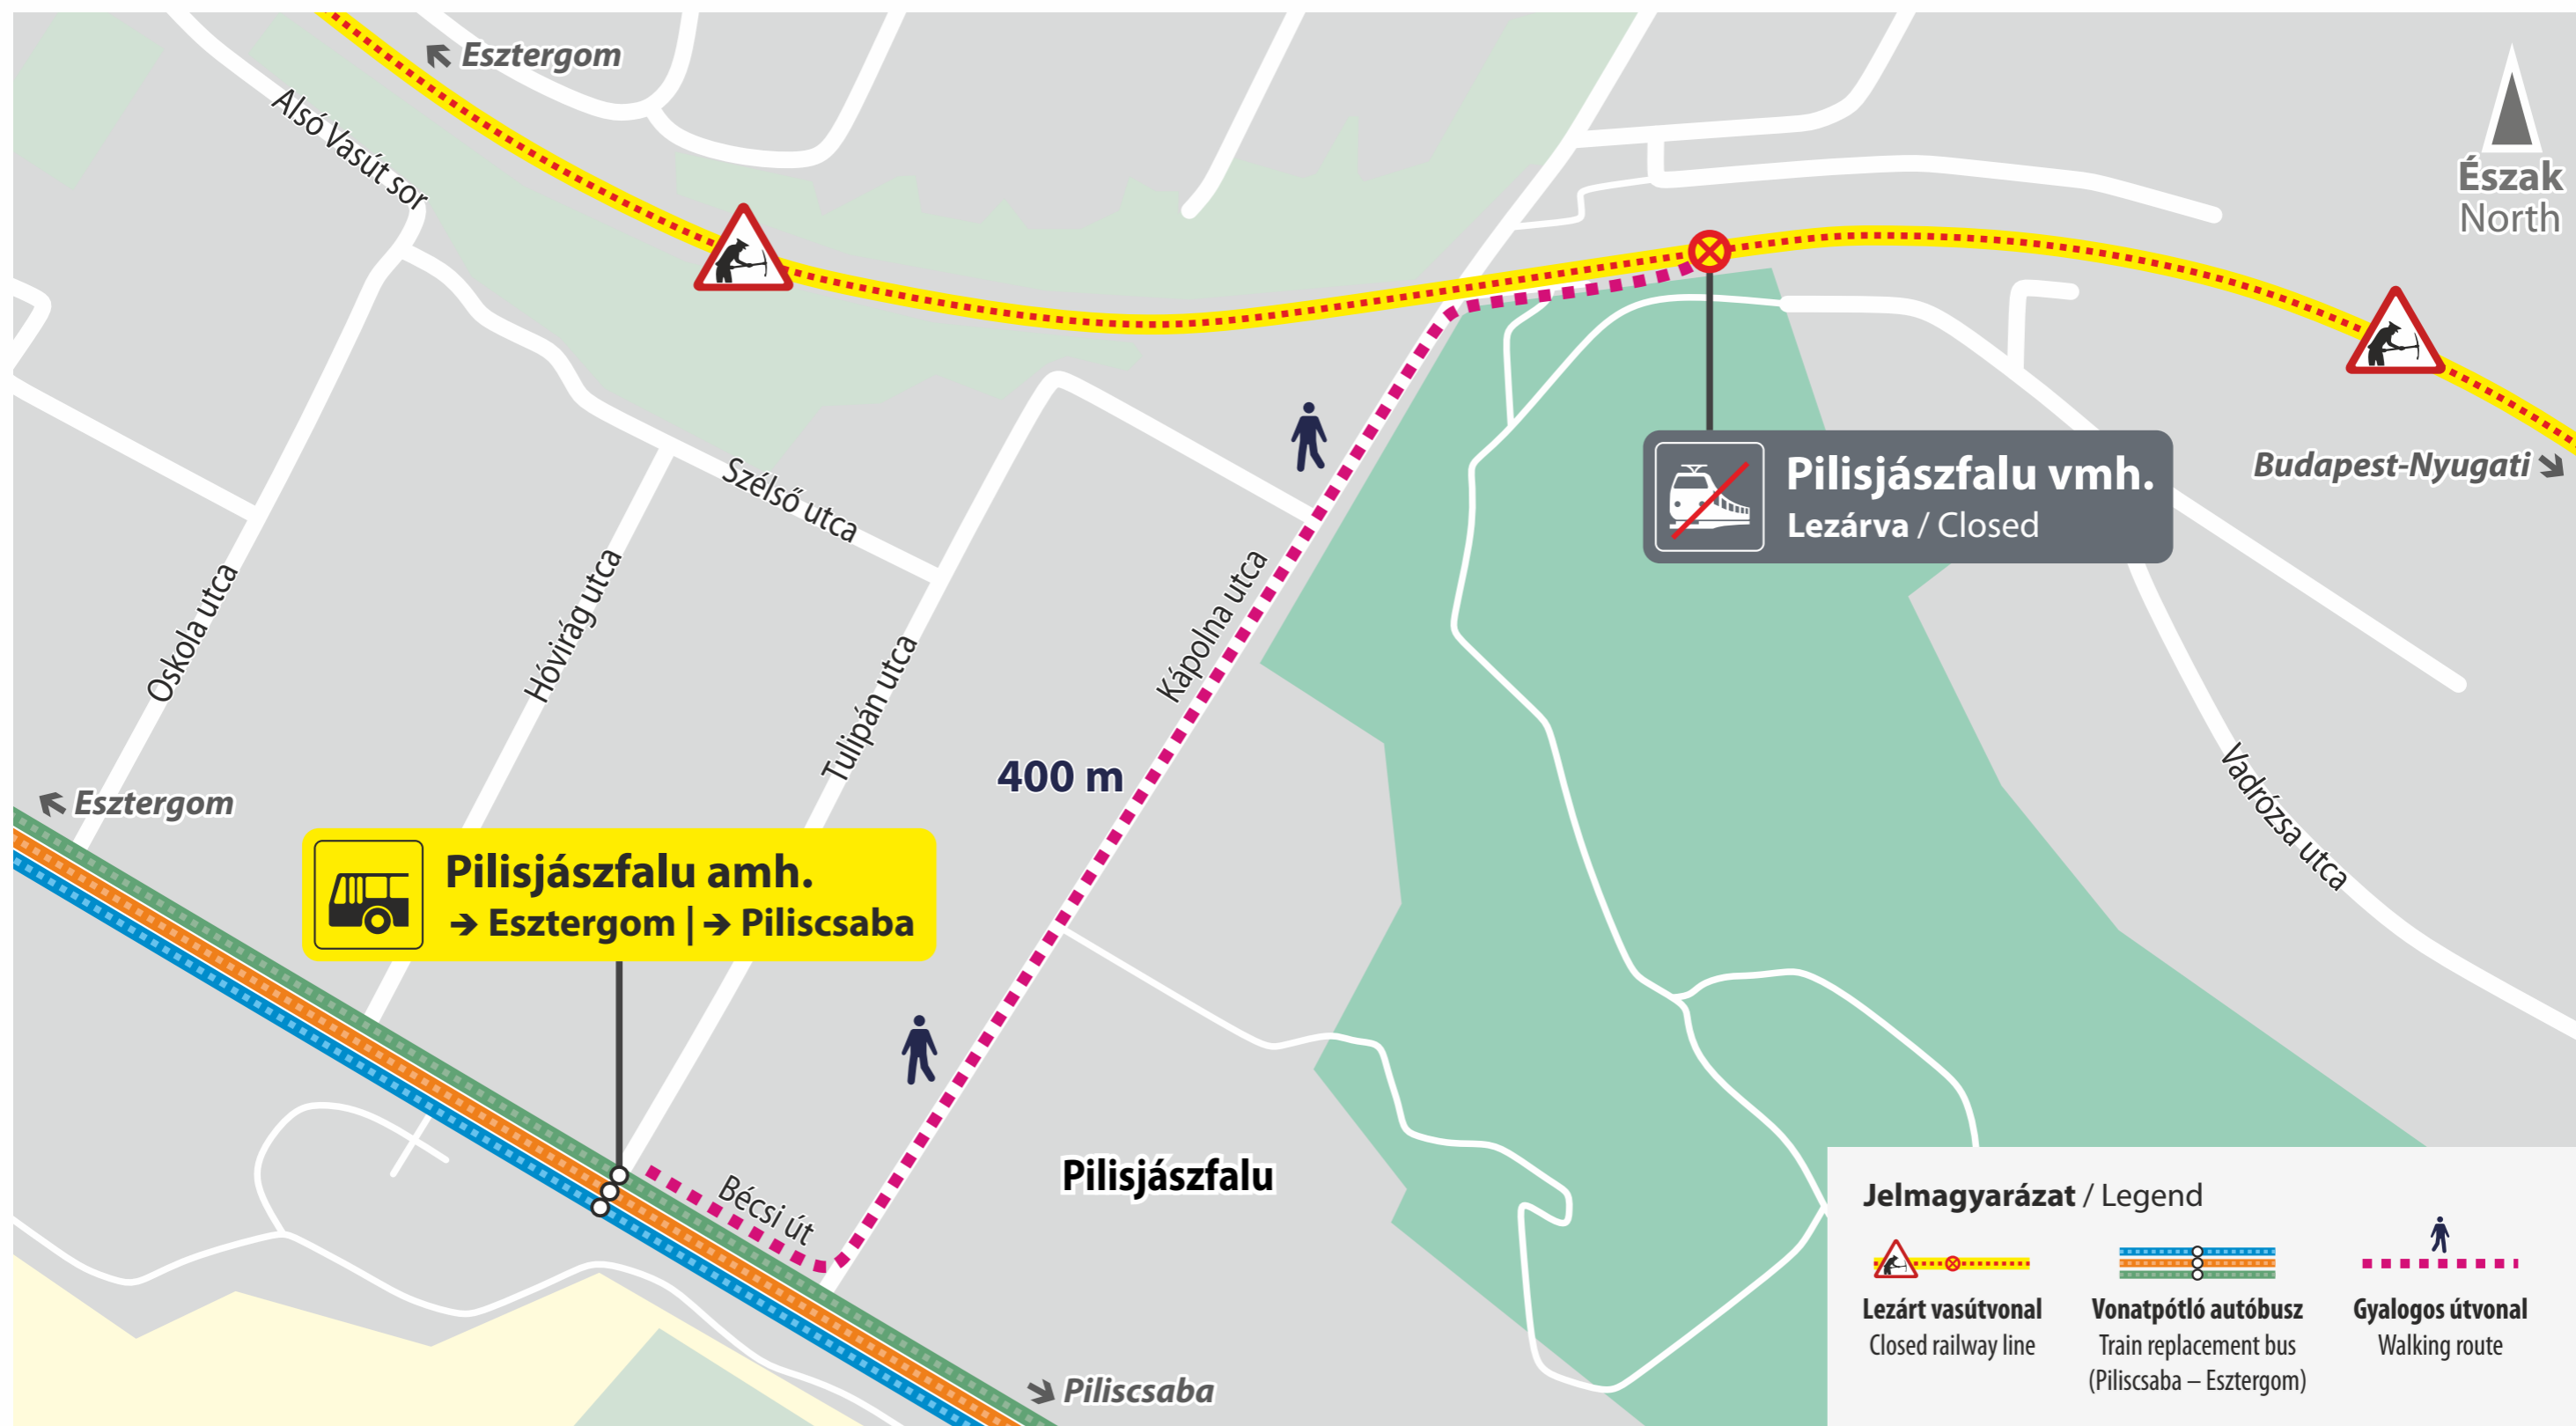 Esztergom
Alsó Vasút sor
Észak
North
Budapest-Nyugati
Pilisjászfalu vmh.
Lezárva / Closed
Szélső utca
Oskola utca
Hóvirág utca
Tulipán utca
Kápolna utca
400 m
Vadrózsa utca
Esztergom
Pilisjászfalu amh.
➔ Esztergom | ➔ Piliscsaba
Bécsi út
Pilisjászfalu
Piliscsaba
Jelmagyarázat / Legend
Lezárt vasútvonal
Closed railway line
Vonatpótló autóbusz
Train replacement bus
(Piliscsaba – Esztergom)
Gyalogos útvonal
Walking route